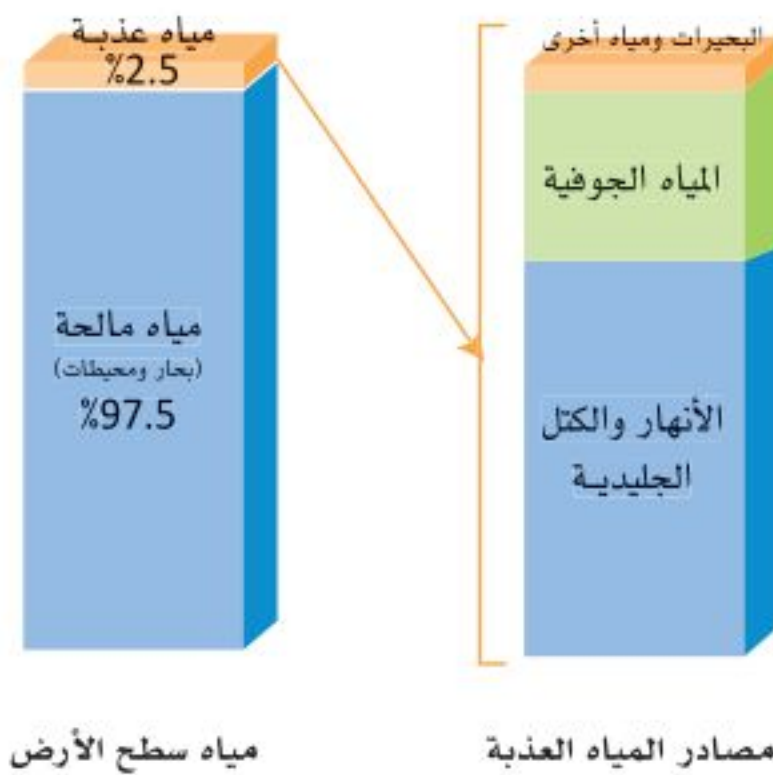 مياه عذبة
%2.5
مياه مالحة
(بحار ومحيطات)
%97.5
مياه سطح الأرض
البحيرات ومياه أخرى
المياه الجوفية
الأنهار والكتل
الجليدية
مصادر المياه العذبة